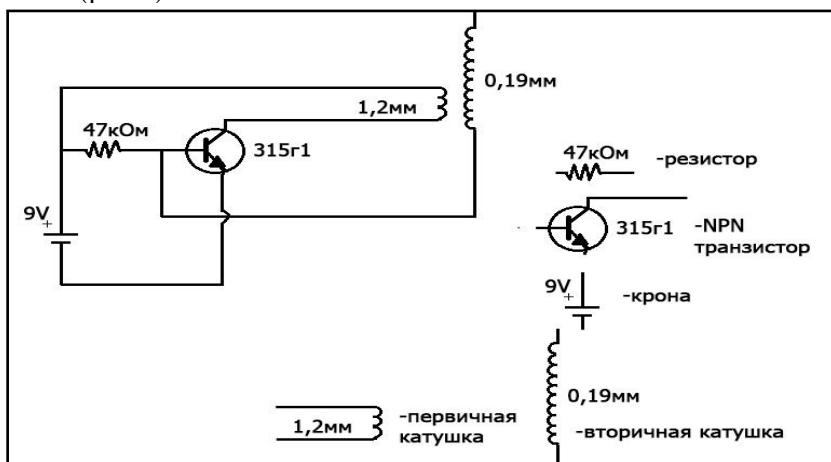 0,19мм
1,2мм
47кОм
315г1
9V
+
47кОм -резистор
315г1 -NPN
транзистор
9V
+
-крона
0,19мм
-вторичная катушка
1,2мм
-первичная
катушка